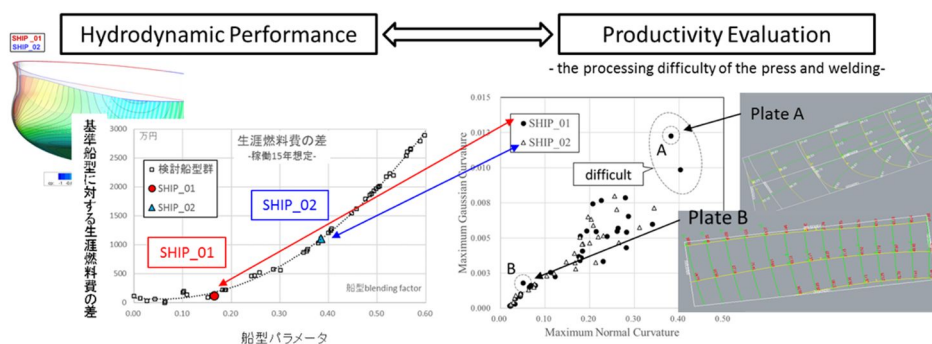 Hydrodynamic Performance
Productivity Evaluation
- the processing difficulty of the press and welding-
SHIP_01
SHIP_02
基準船型に対する生涯燃料費の差
万円
生涯燃料費の差
-稼働15年想定-
検討船型群
SHIP_01
SHIP_02
SHIP_02
SHIP_01
船型blending factor
3000
2500
2000
1500
1000
500
0
0.00
0.10
0.20
0.30
0.40
0.50
0.60
船型パラメータ
Maximum Gaussian Curvature
0.015
0.012
0.009
0.006
0.003
0.000
SHIP_01
SHIP_02
A
difficult
B
0.00
0.10
0.20
0.30
0.40
0.50
Maximum Normal Curvature
Plate A
Plate B